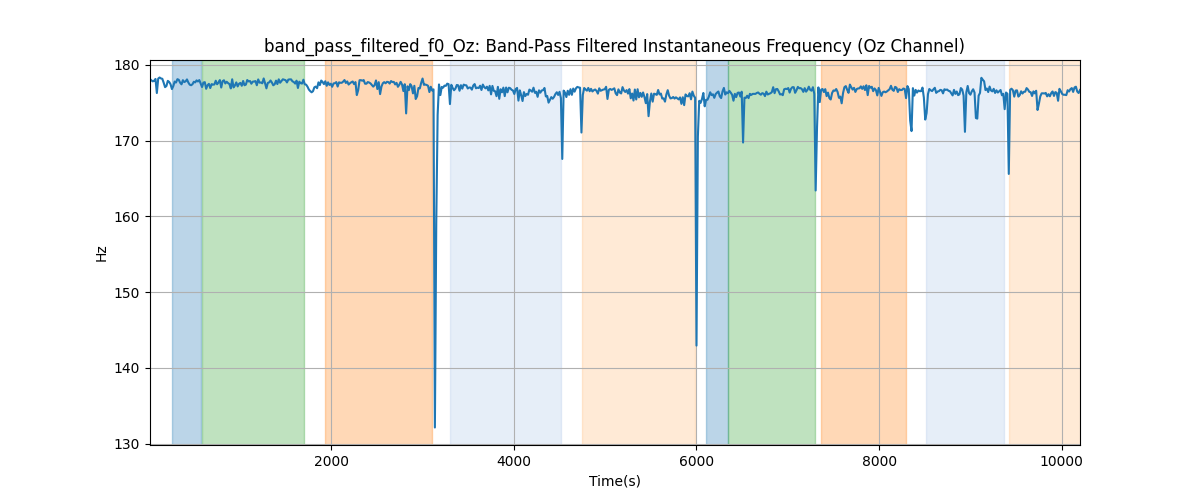 band_pass_filtered_f0_Oz: Band-Pass Filtered Instantaneous Frequency (Oz Channel)
180
170
160
150
140
130
Hz
2000 4000 6000 8000 10000
Time(s)